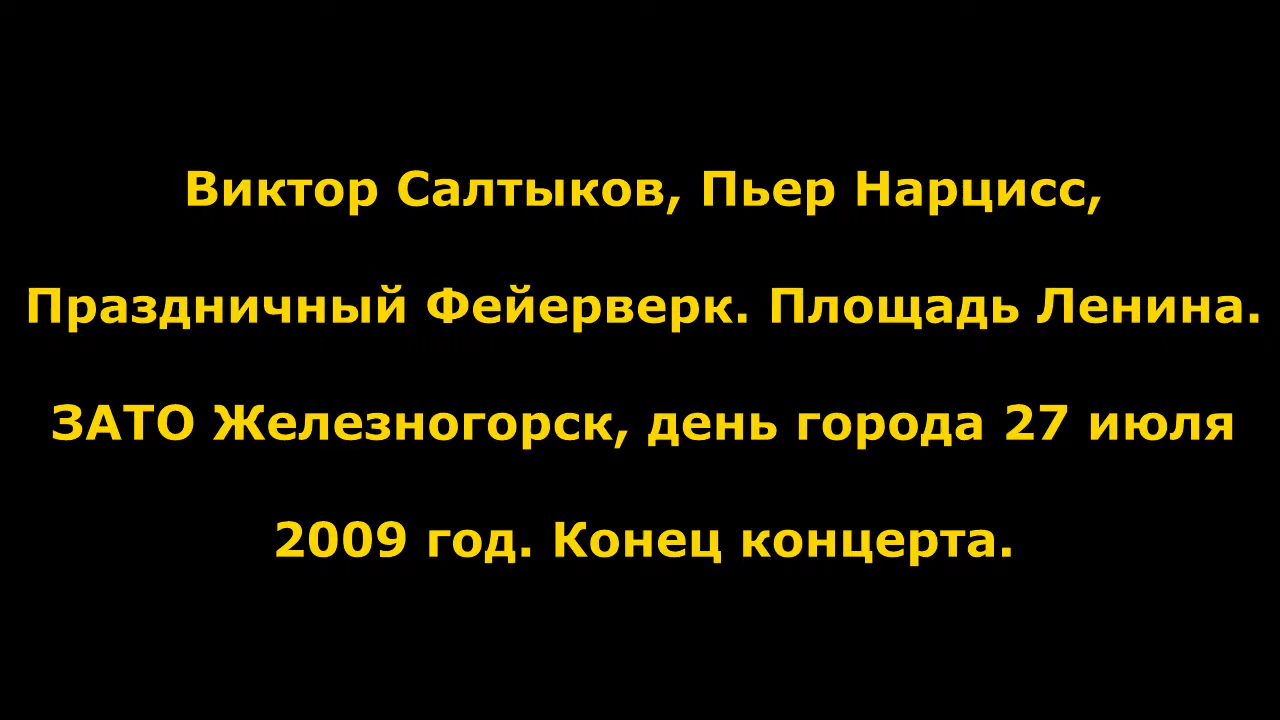 Виктор Салтыков, Пьер Нарцисс,
Праздничный Фейерверк. Площадь Ленина.
ЗАТО Железногорск, день города 27 июля
2009 год. Конец концерта.